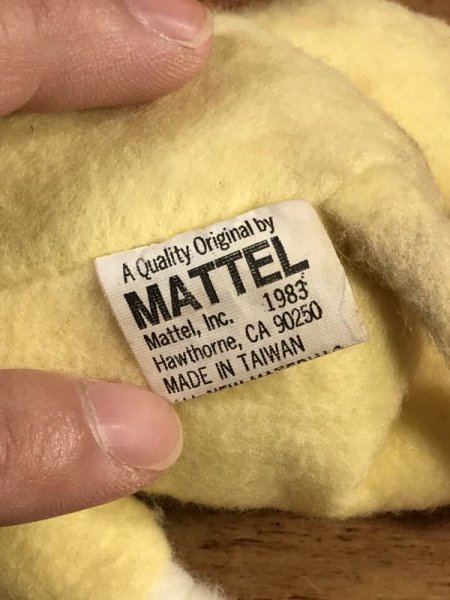 A Quality Original by
MATTEL
Mattel, Inc. 1983
Hawthorne, CA 90250
MADE IN TAIWAN